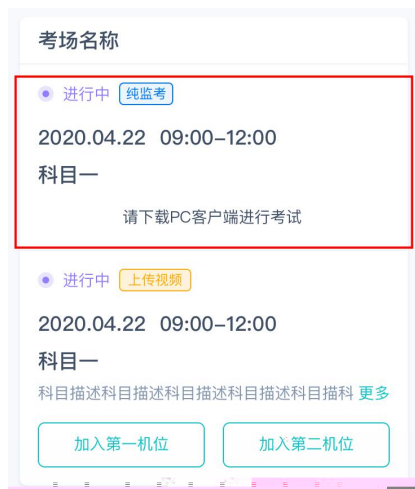 考场名称
进行中 纯监考
2020.04.22 09:00-12:00
科目一
请下载PC客户端进行考试
进行中 上传视频
2020.04.22 09:00-12:00
科目一
科目描述科目描述科目描述科目描述科目描科 更多
加入第一机位 加入第二机位